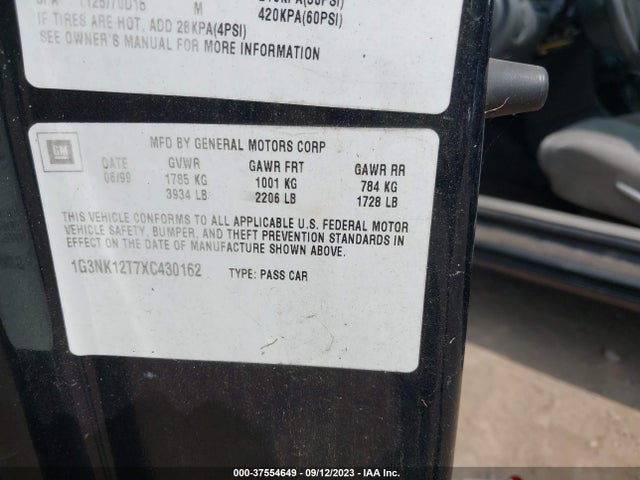 M
420KPA(60PSI)
IF TIRES ARE HOT, ADD 28KPA(4PSI)
SEE OWNER'S MANUAL FOR MORE INFORMATION
GM
MFD BY GENERAL MOTORS CORP
DATE GVWR GAWR FRT GAWR RR
06/99 1785 KG 1001 KG 784 KG
3934 LB 2206 LB 1728 LB
THIS VEHICLE CONFORMS TO ALL APPLICABLE U.S. FEDERAL MOTOR
VEHICLE SAFETY, BUMPER, AND THEFT PREVENTION STANDARDS IN
EFFECT ON THE DATE OF MANUFACTURE SHOWN ABOVE.
1G3NK12T7XC430162 TYPE: PASS CAR
000-37554649 - 09/12/2023 - IAA Inc.